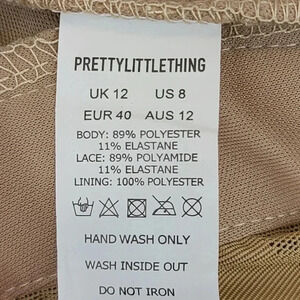 PRETTYLITTLETHING
UK 12 US 8
EUR 40 AUS 12
BODY: 89% POLYESTER
11% ELASTANE
LACE: 89% POLYAMIDE
11% ELASTANE
LINING: 100% POLYESTER
HAND WASH ONLY
WASH INSIDE OUT
DO NOT IRON